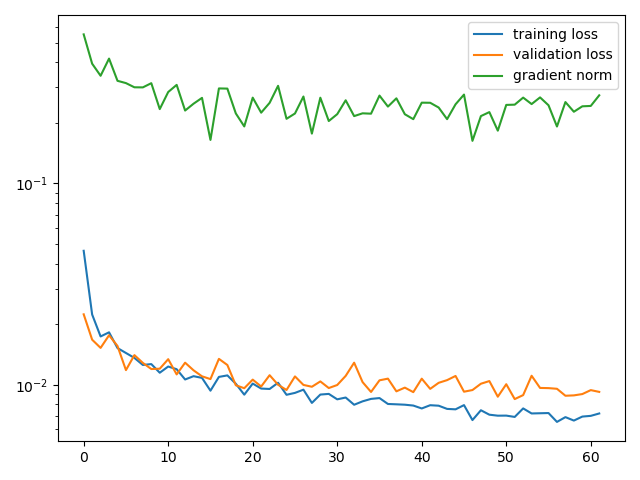 training loss
validation loss
gradient norm
10⁻¹
10⁻²
0 10 20 30 40 50 60